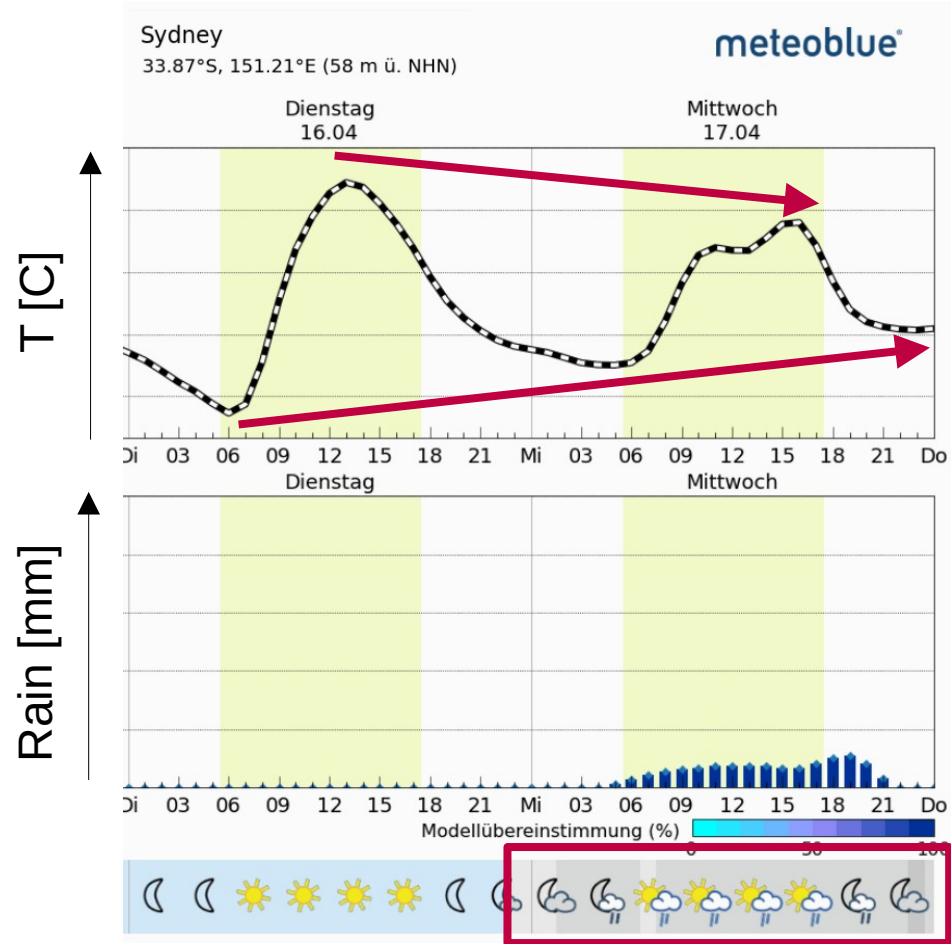 Sydney
meteoblue®
33.87°S, 151.21°E (58 m ü. NHN)
Dienstag
16.04
Mittwoch
17.04
T [C]
Di 03 06 09 12 15 18 21 Mi 03 06 09 12 15 18 21 Do
Dienstag
Mittwoch
Rain [mm]
Di 03 06 09 12 15 18 21 Mi 03 06 09 12 15 18 21 Do
Modellübereinstimmung (%)
0 50 100